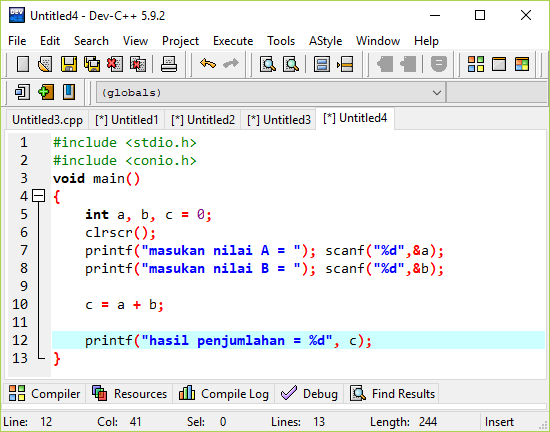 Untitled4 - Dev-C++ 5.9.2
File Edit Search View Project Execute Tools AStyle Window Help
(globals)
Untitled3.cpp [*] Untitled1 [*] Untitled2 [*] Untitled3 [*] Untitled4
1 #include <stdio.h>
2 #include <conio.h>
3 void main()
4 {
5 int a, b, c = 0;
6 clrscr();
7 printf("masukan nilai A = "); scanf("%d",&a);
8 printf("masukan nilai B = "); scanf("%d",&b);
9
10 c = a + b;
11
12 printf("hasil penjumlahan = %d", c);
13 }
Compiler Resources Compile Log Debug Find Results
Line: 12 Col: 41 Sel: 0 Lines: 13 Length: 244 Insert